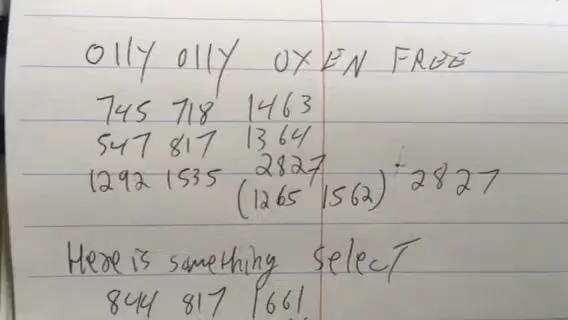 Olly Olly OXEN FREE
745 718 1463
547 817 1364
1292 1535 2827
(1265 1562) 2827
Here is something select
844 817 1661